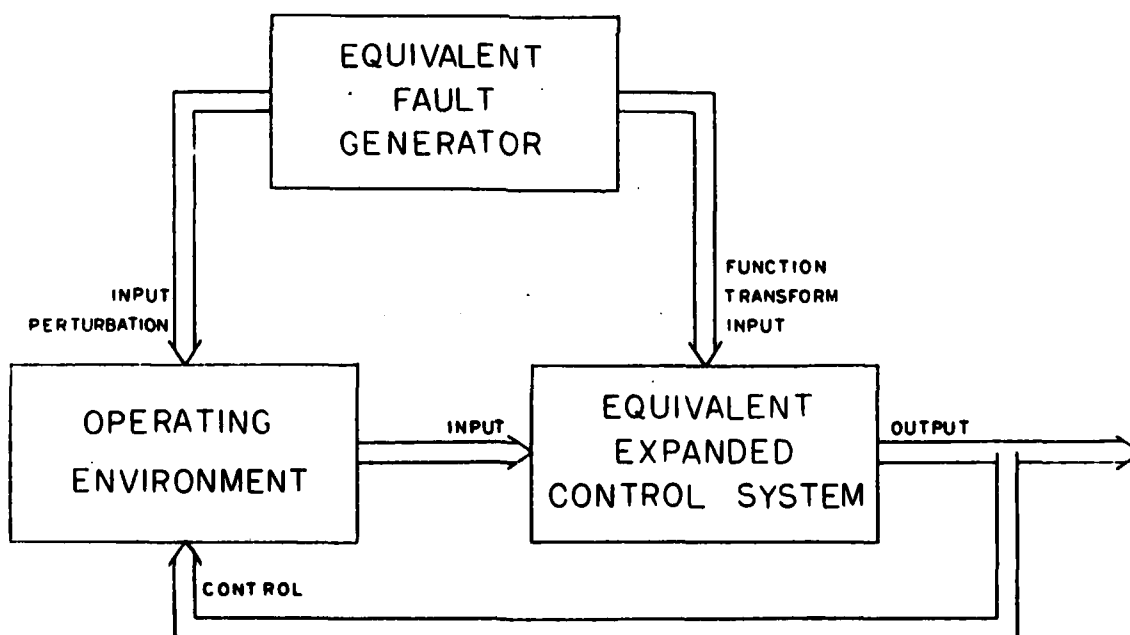 EQUIVALENT
FAULT
GENERATOR
INPUT
PERTURBATION
FUNCTION
TRANSFORM
INPUT
OPERATING
ENVIRONMENT
INPUT
EQUIVALENT
EXPANDED
CONTROL SYSTEM
OUTPUT
CONTROL